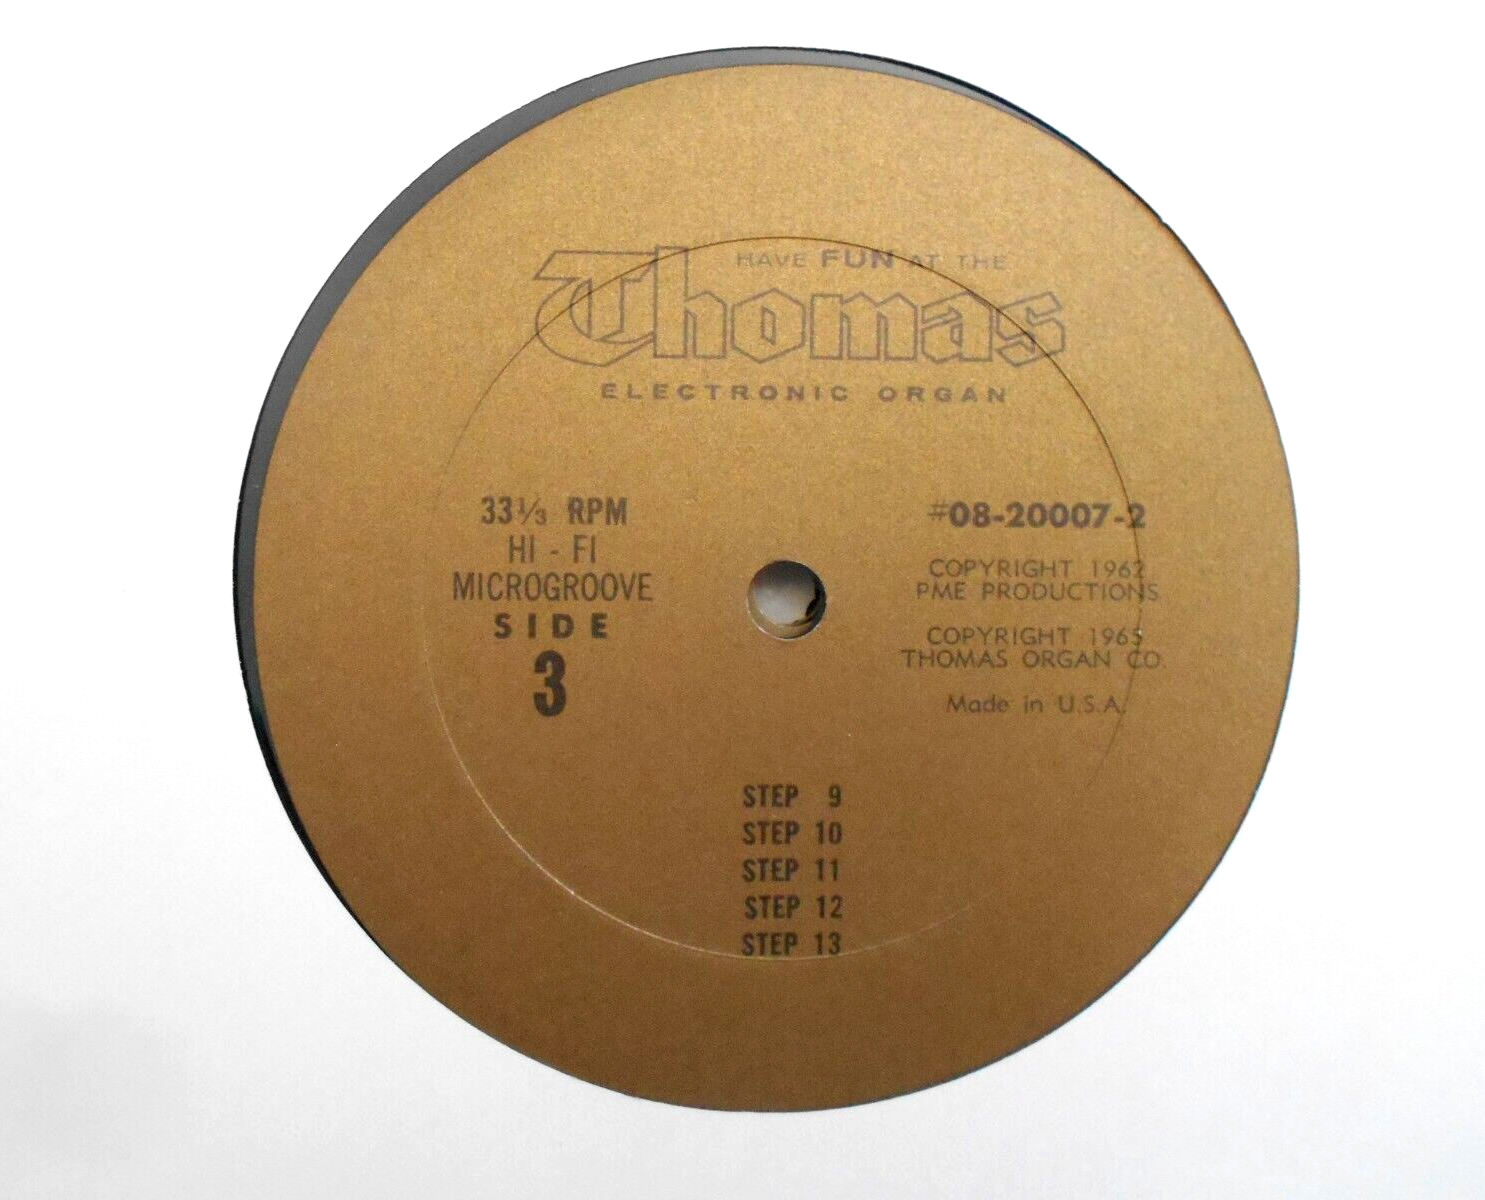 HAVE FUN AT THE
Thomas
ELECTRONIC ORGAN
33⅓ RPM
HI - FI
MICROGROOVE
SIDE
3
#08-20007-2
COPYRIGHT 1962
PME PRODUCTIONS
COPYRIGHT 1965
THOMAS ORGAN CO.
Made in U.S.A.
STEP 9
STEP 10
STEP 11
STEP 12
STEP 13